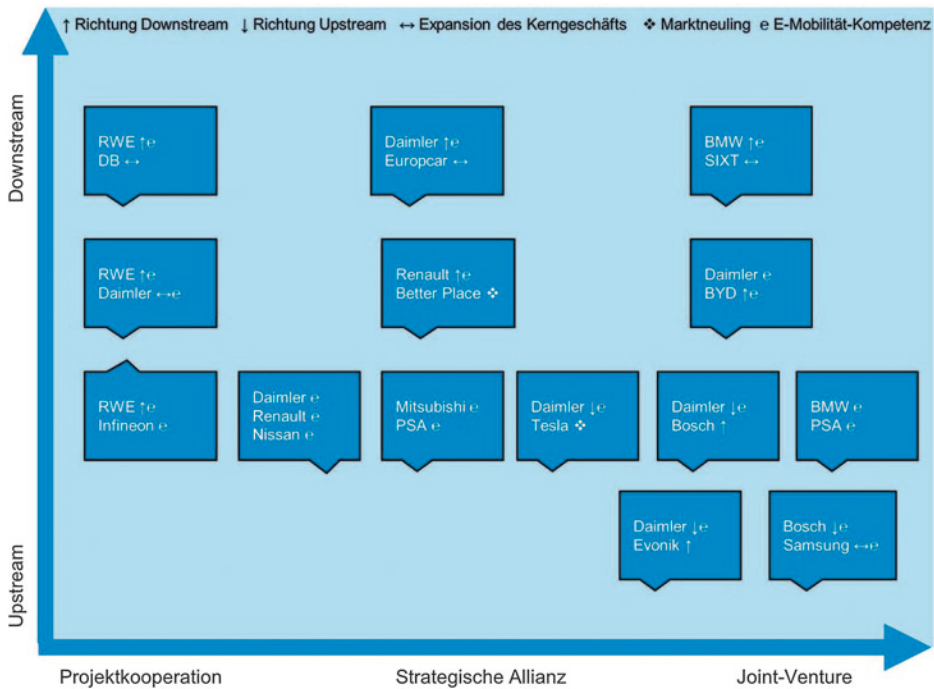 ↑ Richtung Downstream ↓ Richtung Upstream ↔ Expansion des Kerngeschäfts ❖ Marktneuling ℮ E-Mobilität-Kompetenz
Downstream
RWE ↑℮
DB ↔
Daimler ↑℮
Europcar ↔
BMW ↑℮
SIXT ↔
RWE ↑℮
Daimler ↔℮
Renault ↑℮
Better Place ❖
Daimler ℮
BYD ↑℮
RWE ↑℮
Infineon ℮
Daimler ℮
Renault ℮
Nissan ℮
Mitsubishi ℮
PSA ℮
Daimler ↓℮
Tesla ❖
Daimler ↓℮
Bosch ↑
BMW ℮
PSA ℮
Upstream
Daimler ↓℮
Evonik ↑
Bosch ↓℮
Samsung ↔℮
Projektkooperation
Strategische Allianz
Joint-Venture